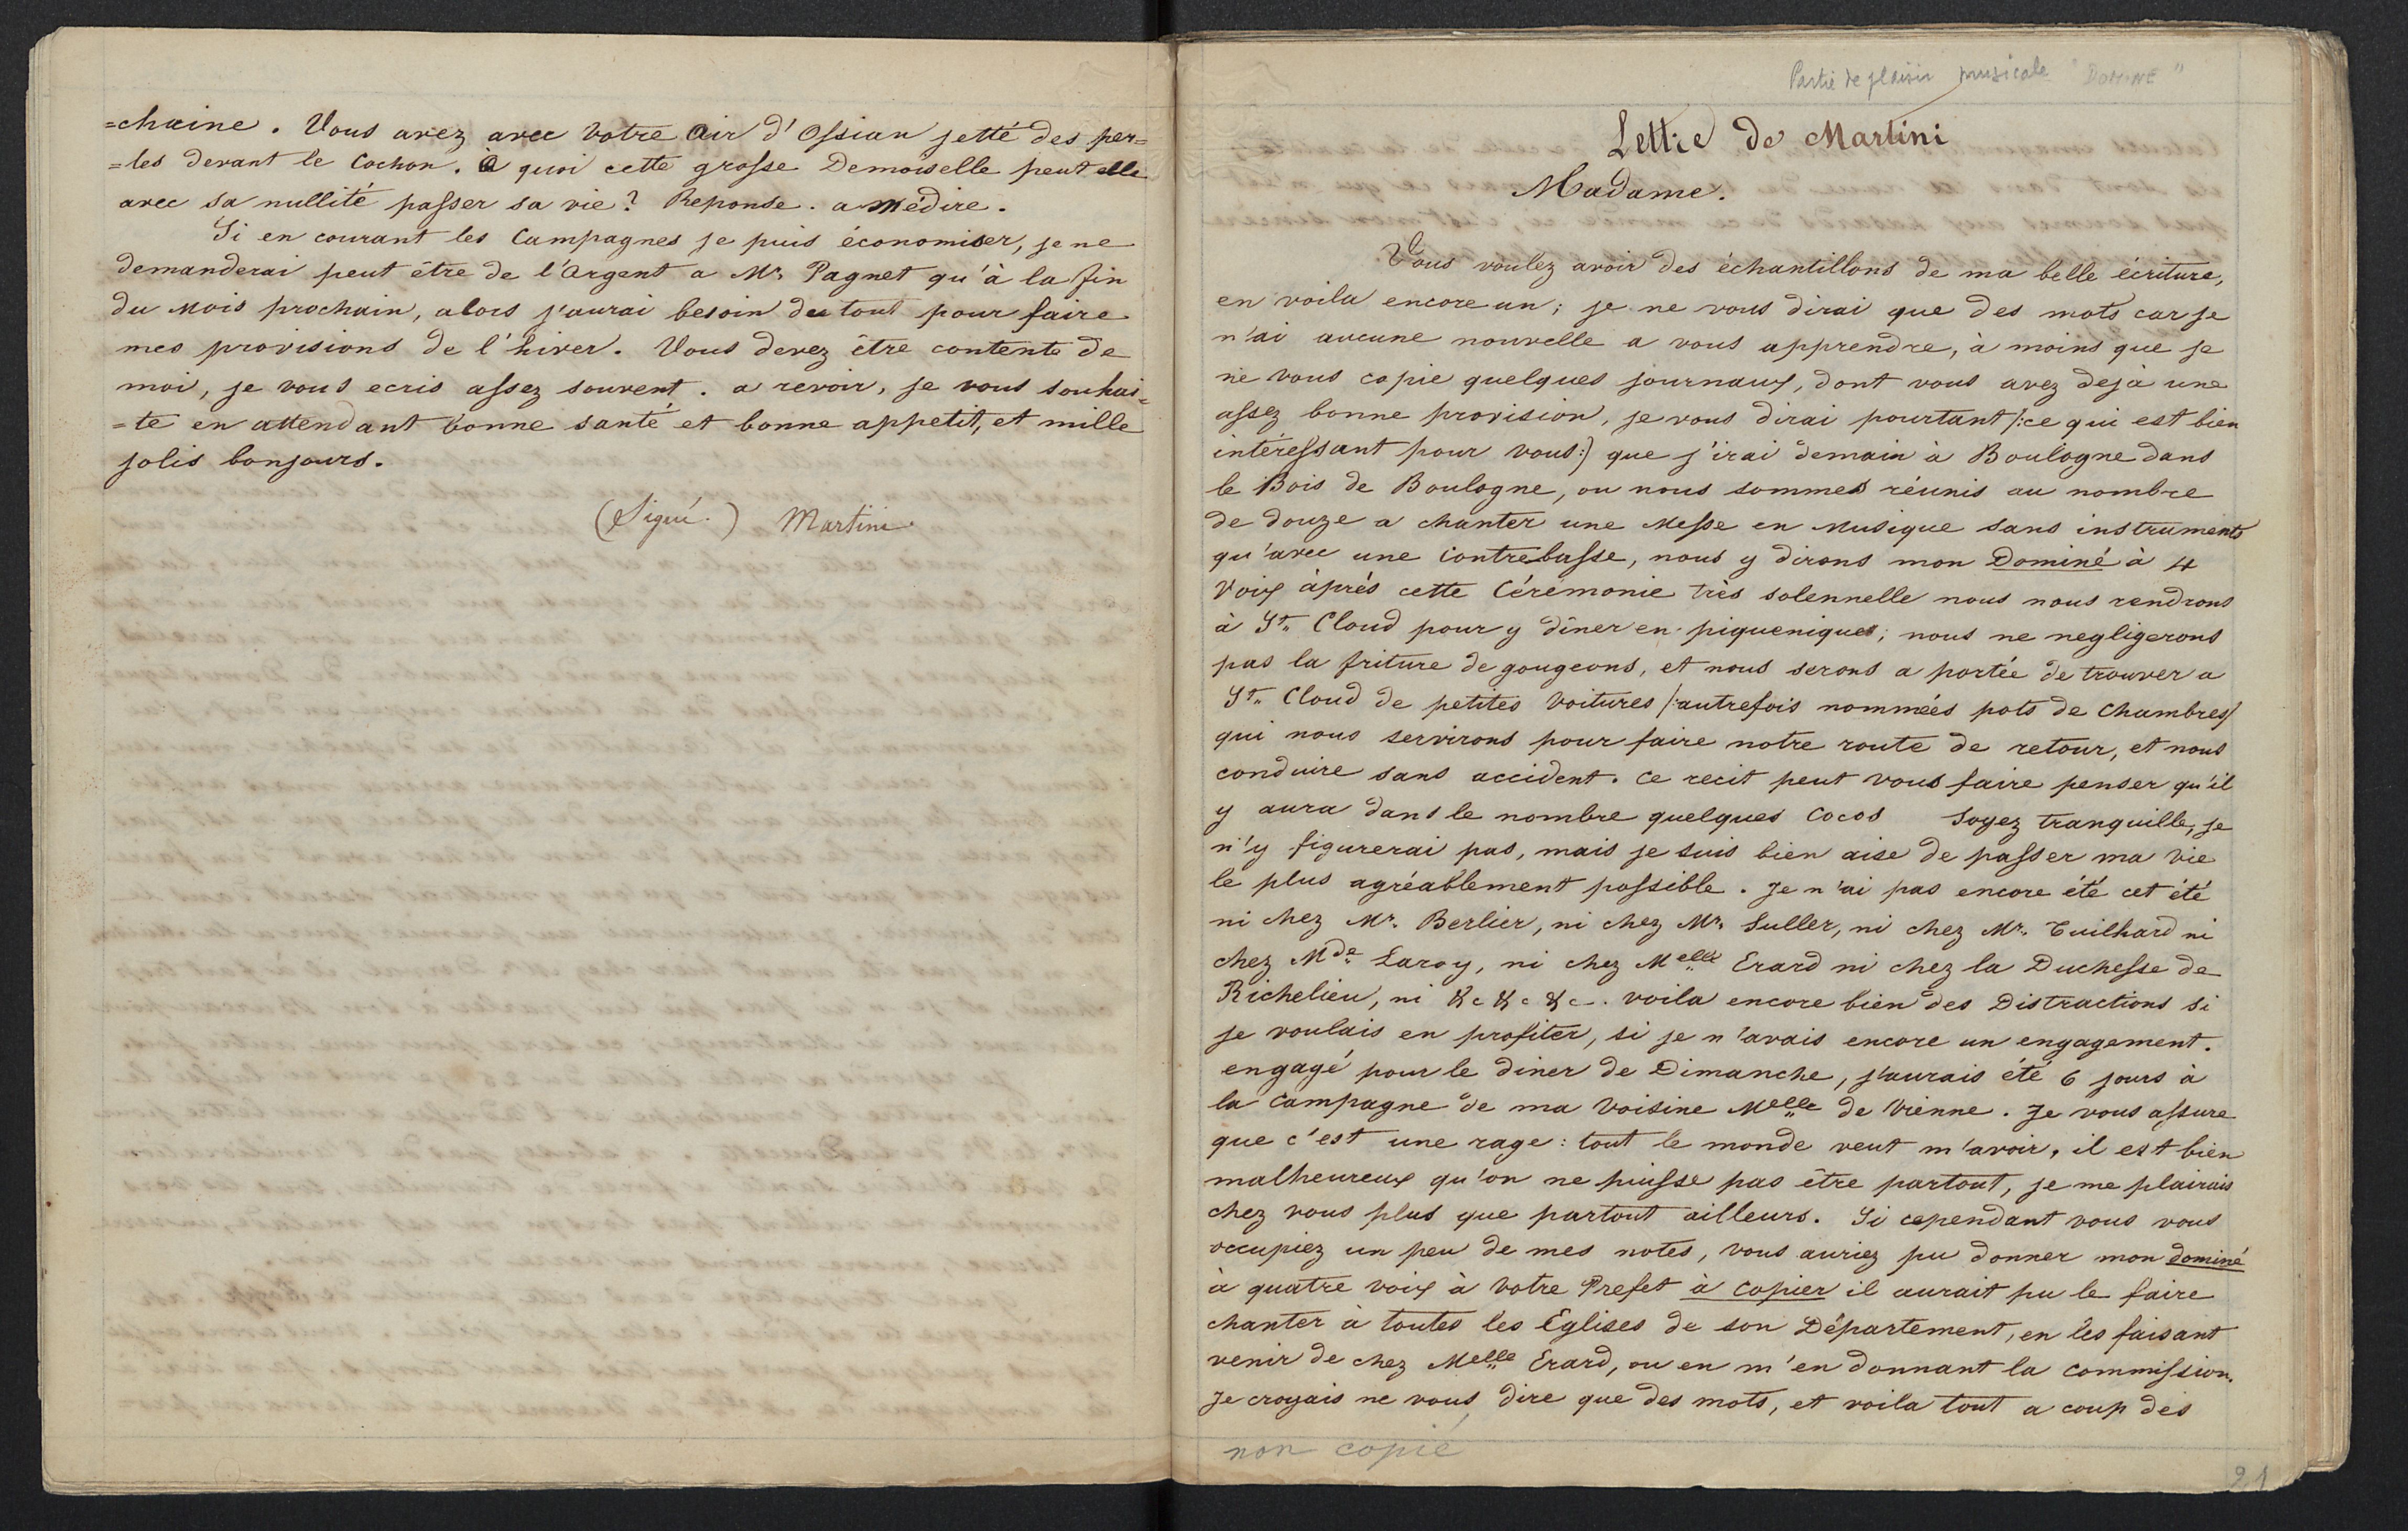 =chaine. Vous avez avec votre air d'Ossian jetté des per=
=les devant le Cochon. à quoi cette grosse Demoiselle peut elle
avec sa nullité passer sa vie? Reponse. a médire.
Si en courant les Campagnes je puis économiser, je ne
demanderai peut être de l'Argent a Mr. Pagnet qu'à la fin
du mois prochain, alors j'aurai besoin du tout pour faire
mes provisions de l'hiver. Vous devez être contente de
moi, je vous ecris assez souvent. a revoir, je vous souhai=
=te en attendant bonne santé et bonne appetit, et mille
jolis bonjours.
(Signé.) Martini.
Partie de plaisir musicale "DOMINE"
Lettre de Martini
Madame.
Vous voulez avoir des échantillons de ma belle écriture,
en voila encore un; je ne vous dirai que des mots car je
n'ai aucune nouvelle a vous apprendre, à moins que je
ne vous copie quelques journaux, dont vous avez dejà une
assez bonne provision, je vous dirai pourtant /:ce qui est bien
intéressant pour vous:) que j'irai demain à Boulogne dans
le Bois de Boulogne, ou nous sommes réunis au nombre
de douze a chanter une Messe en Musique sans instruments
qu'avec une Contrebasse, nous y dirons mon Dominé à 4
Voix àprés cette Cérémonie très solennelle nous nous rendrons
à St. Cloud pour y dîner en piqueniques; nous ne negligerons
pas la friture de gougeons, et nous serons a portée de trouver a
St. Cloud de petites Voitures /:autrefois nommées pots de Chambres/
qui nous servirons pour faire notre route de retour, et nous
conduire sans accident. Ce recit peut vous faire penser qu'il
y aura dans le nombre quelques Cocos Soyez tranquille, je
n'y figurerai pas, mais je suis bien aise de passer ma vie
le plus agréablement possible. Je n'ai pas encore été cet été
ni chez Mr. Berlier, ni chez Mr. Suller, ni chez Mr. Tuilhard ni
chez Mde. Laroy, ni chez Melle Erard ni chez la Duchesse de
Richelieu, ni &c &c &c. voila encore bien des Distractions si
je voulais en profiter, si je n'avais encore un engagement.
engagé pour le diner de Dimanche, j'aurais été 6 jours à
la Campagne de ma Voisine Melle de Vienne. Je vous assure
que c'est une rage: tout le monde veut m'avoir, il est bien
malheureux qu'on ne puisse pas être partout, je me plairais
chez vous plus que partout ailleurs. Si cependant vous vous
occupiez un peu de mes notes, vous auriez pu donner mon dominé
à quatre voix à Votre Prefet à Copier il aurait pu le faire
chanter à toutes les Eglises de son Département, en les faisant
venir de chez Melle Erard, ou en m'en donnant la Commission.
Je croyais ne vous dire que des mots, et voila tout a coup des
non copié
21